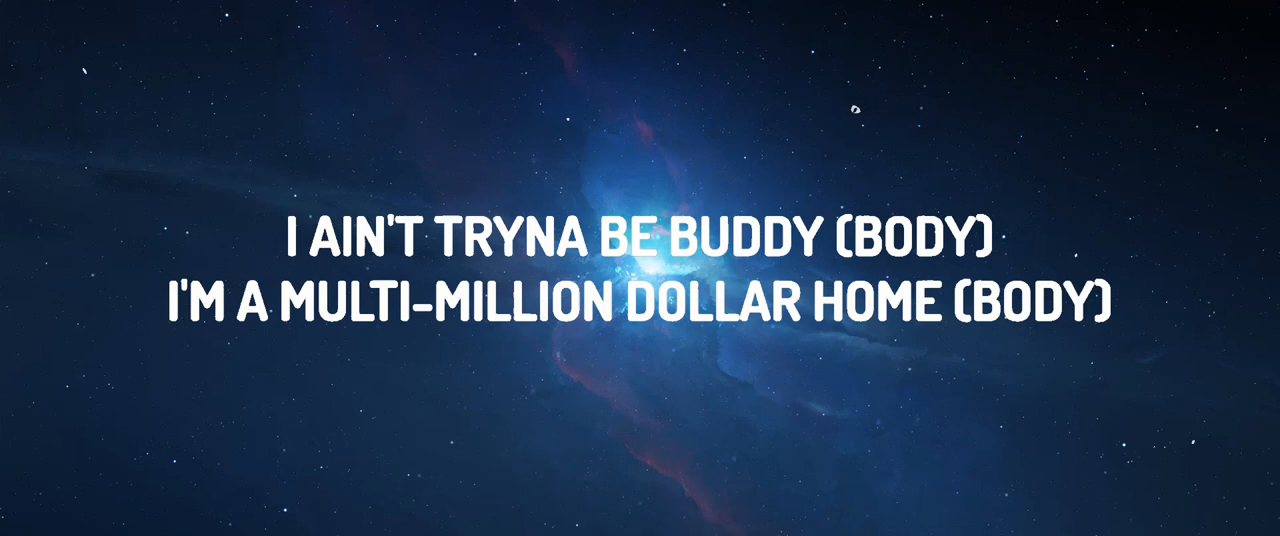 I AIN'T TRYNA BE BUDDY (BODY)
I'M A MULTI-MILLION DOLLAR HOME (BODY)